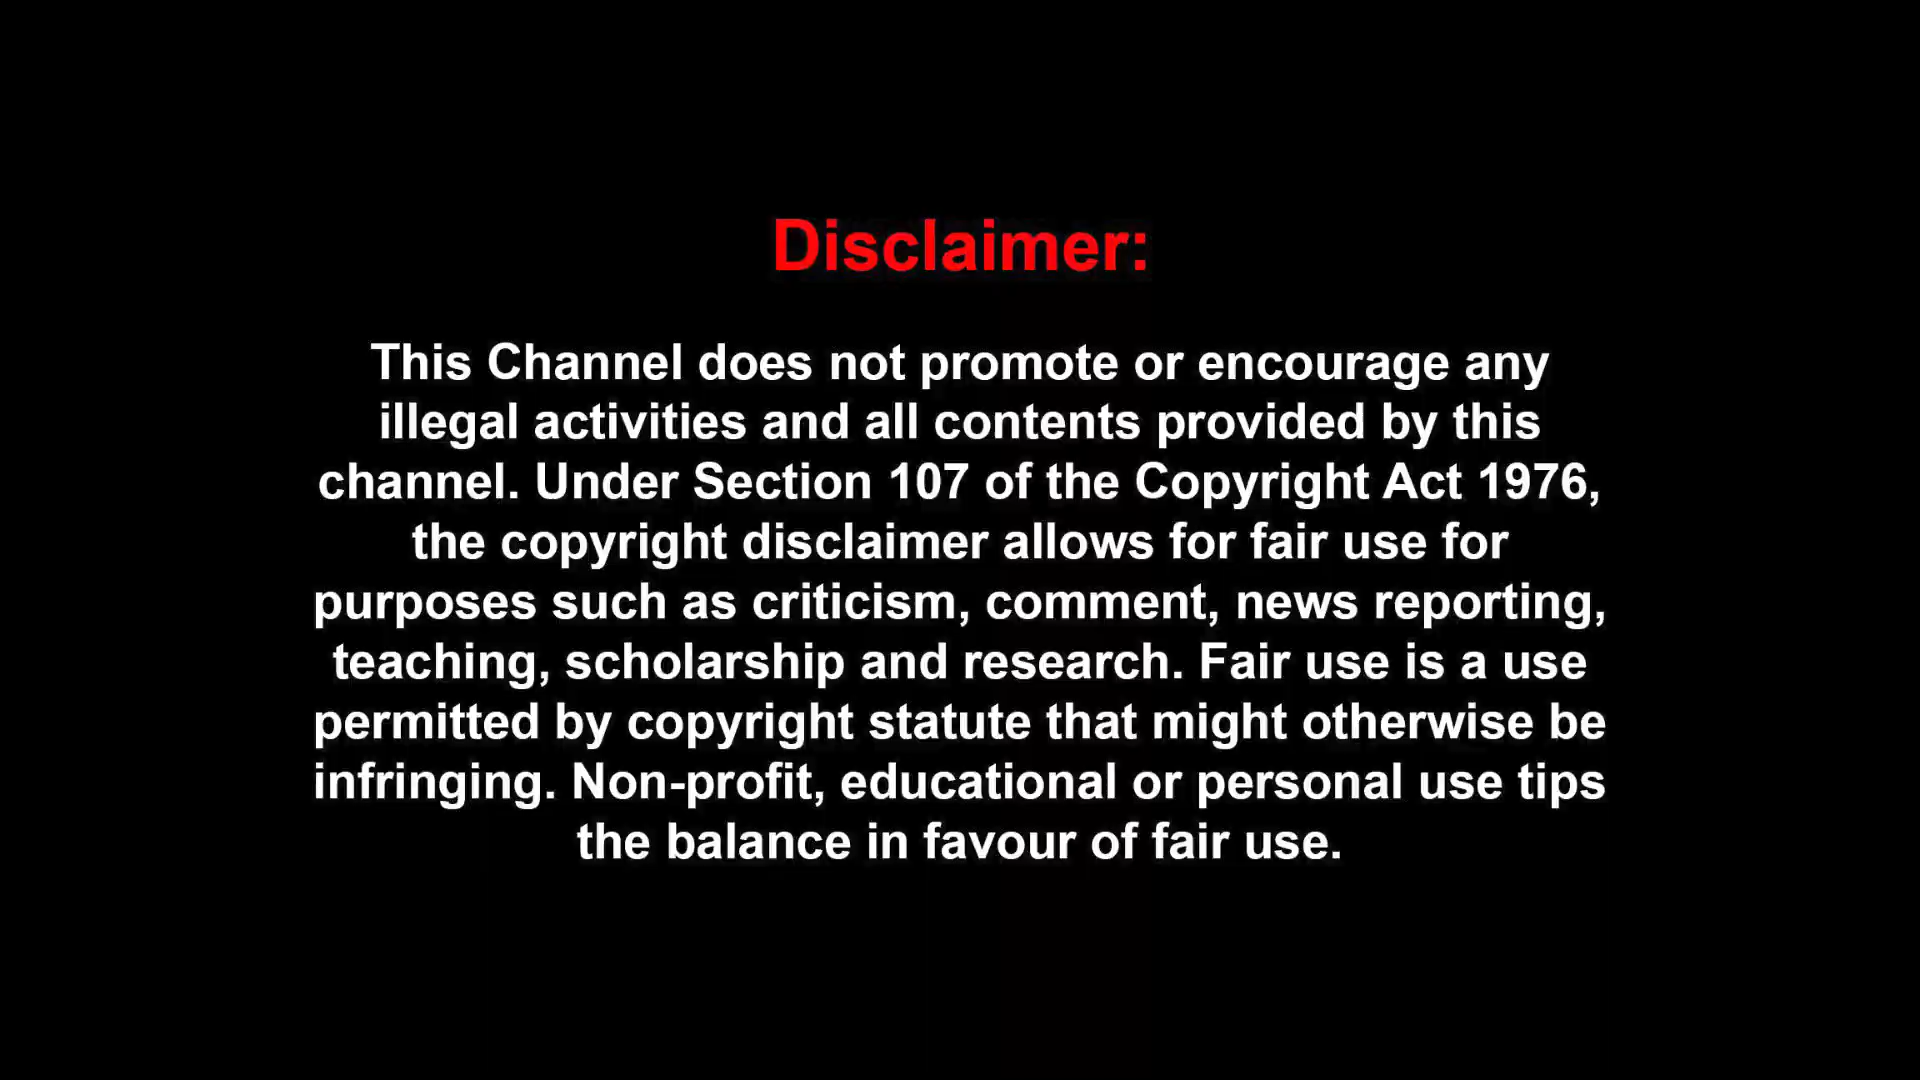 Disclaimer:
This Channel does not promote or encourage any
illegal activities and all contents provided by this
channel. Under Section 107 of the Copyright Act 1976,
the copyright disclaimer allows for fair use for
purposes such as criticism, comment, news reporting,
teaching, scholarship and research. Fair use is a use
permitted by copyright statute that might otherwise be
infringing. Non-profit, educational or personal use tips
the balance in favour of fair use.